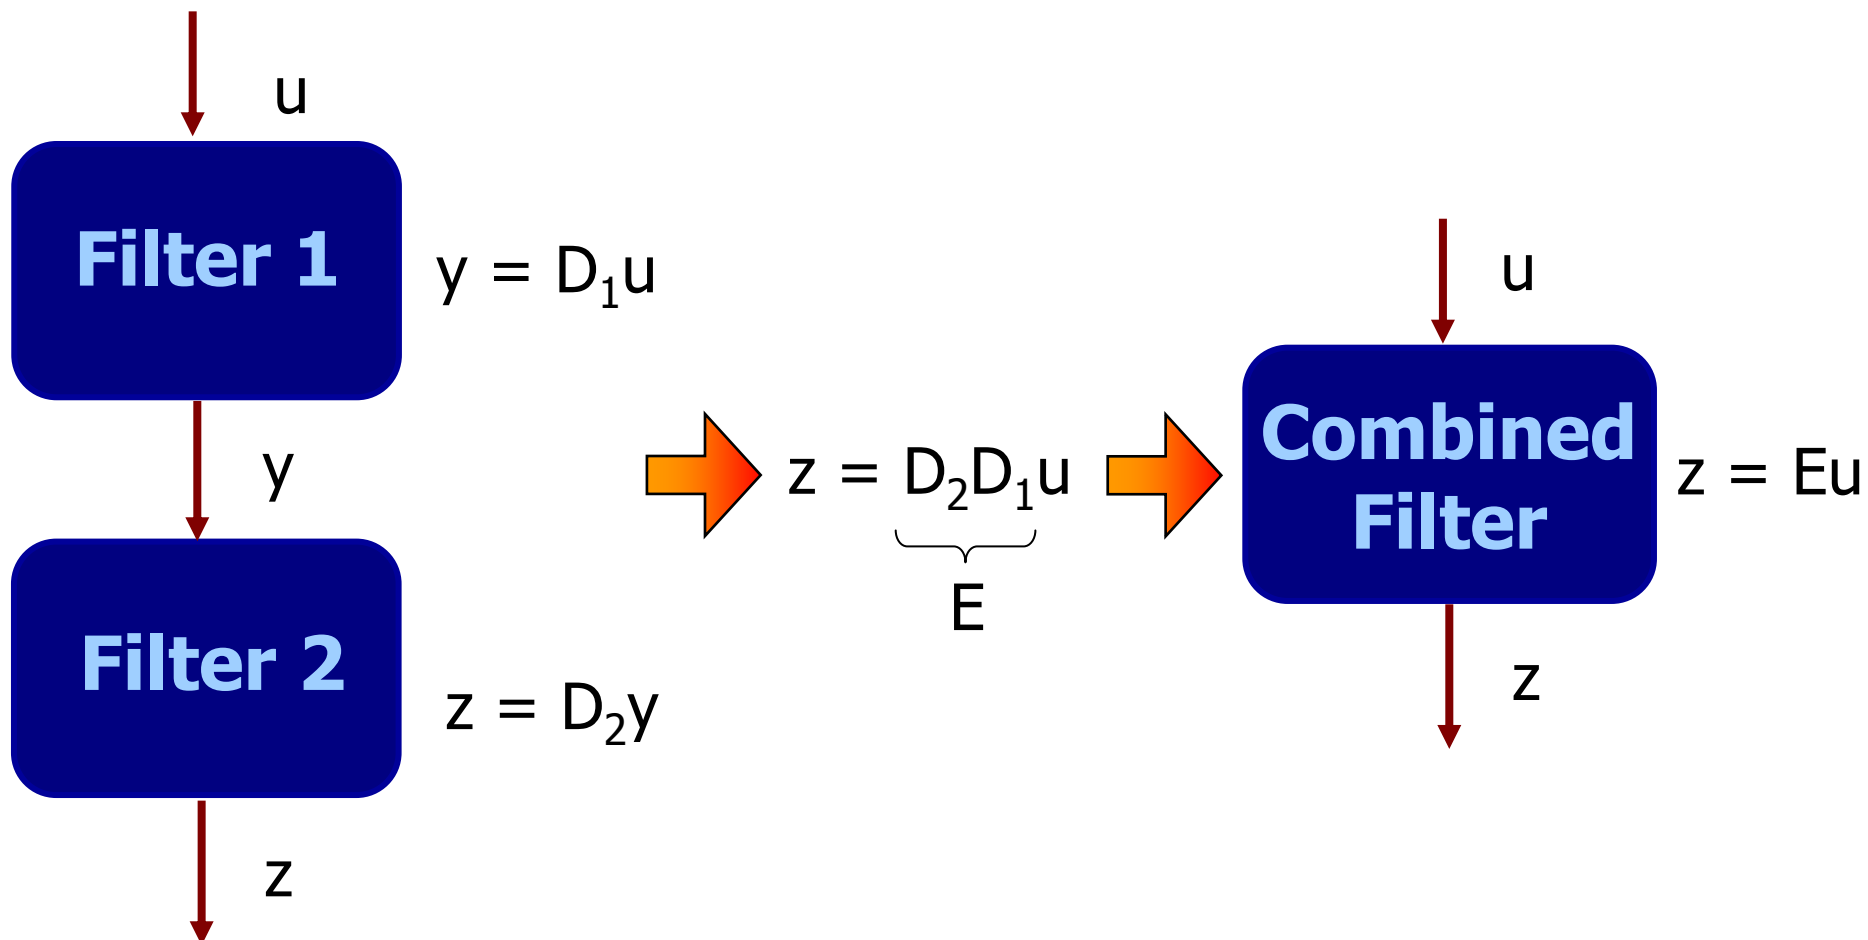 u
Filter 1
y = D₁u
y
Filter 2
z = D₂y
z
z = D₂D₁u
E
u
Combined
Filter
z = Eu
z